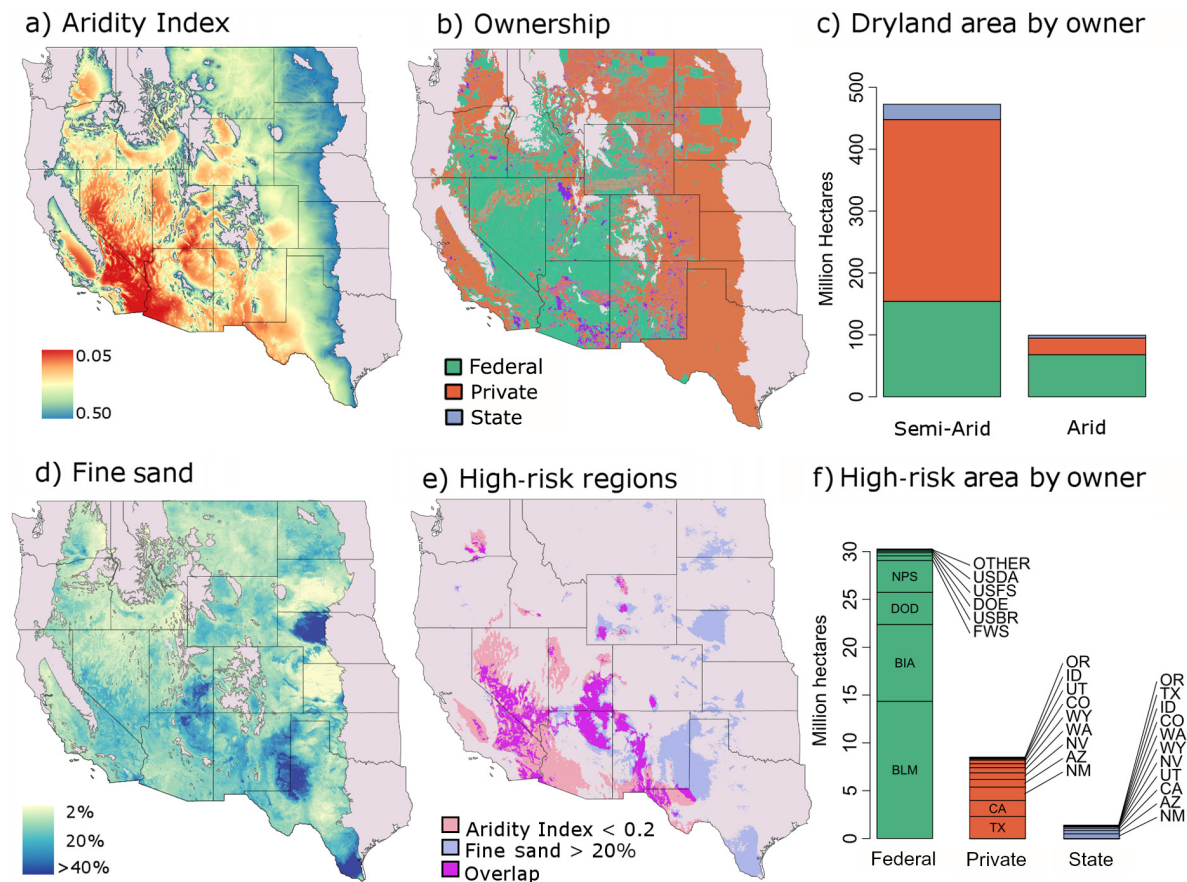 a) Aridity Index
0.05
0.50
b) Ownership
Federal
Private
State
c) Dryland area by owner
Million Hectares
500
400
300
200
100
0
Semi-Arid
Arid
d) Fine sand
2%
20%
>40%
e) High-risk regions
Aridity Index < 0.2
Fine sand > 20%
Overlap
f) High-risk area by owner
Million hectares
30
25
20
15
10
5
0
NPS
DOD
BIA
BLM
OTHER
USDA
USFS
DOE
USBR
FWS
Federal
OR
ID
UT
CO
WY
WA
NV
AZ
NM
CA
TX
Private
OR
TX
ID
CO
WA
WY
NV
UT
CA
AZ
NM
State